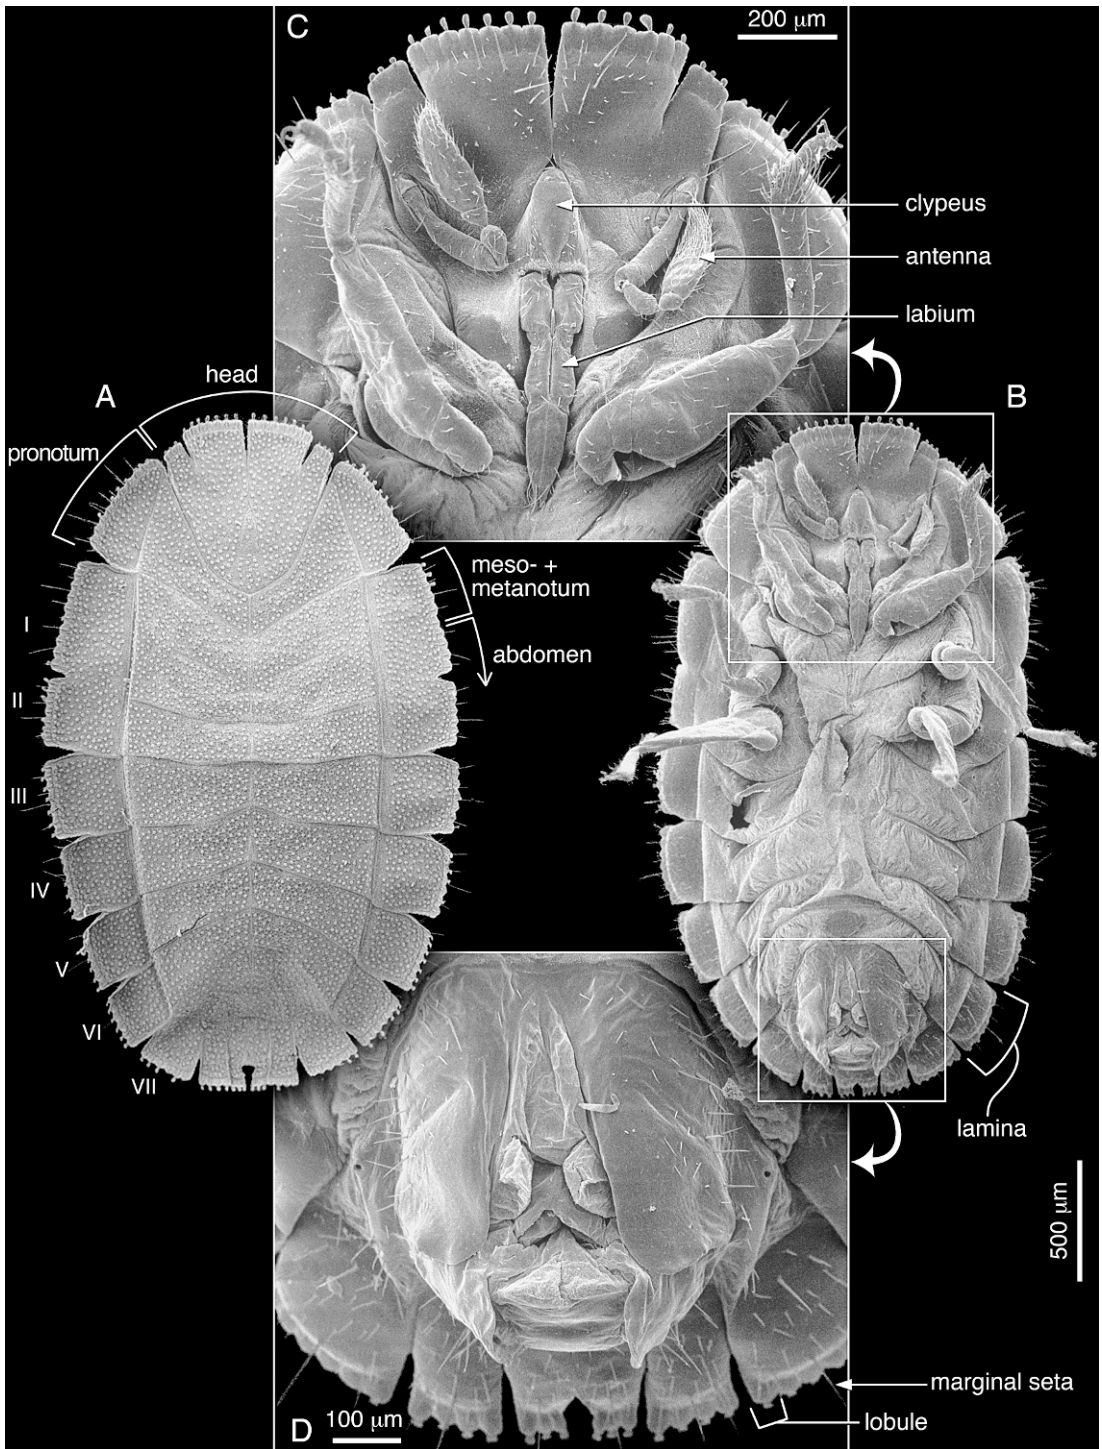 C
200 μm
clypeus
antenna
labium
head
A
B
pronotum
meso- +
metanotum
I
abdomen
II
III
IV
V
VI
VII
lamina
500 μm
marginal seta
lobule
D
100 μm